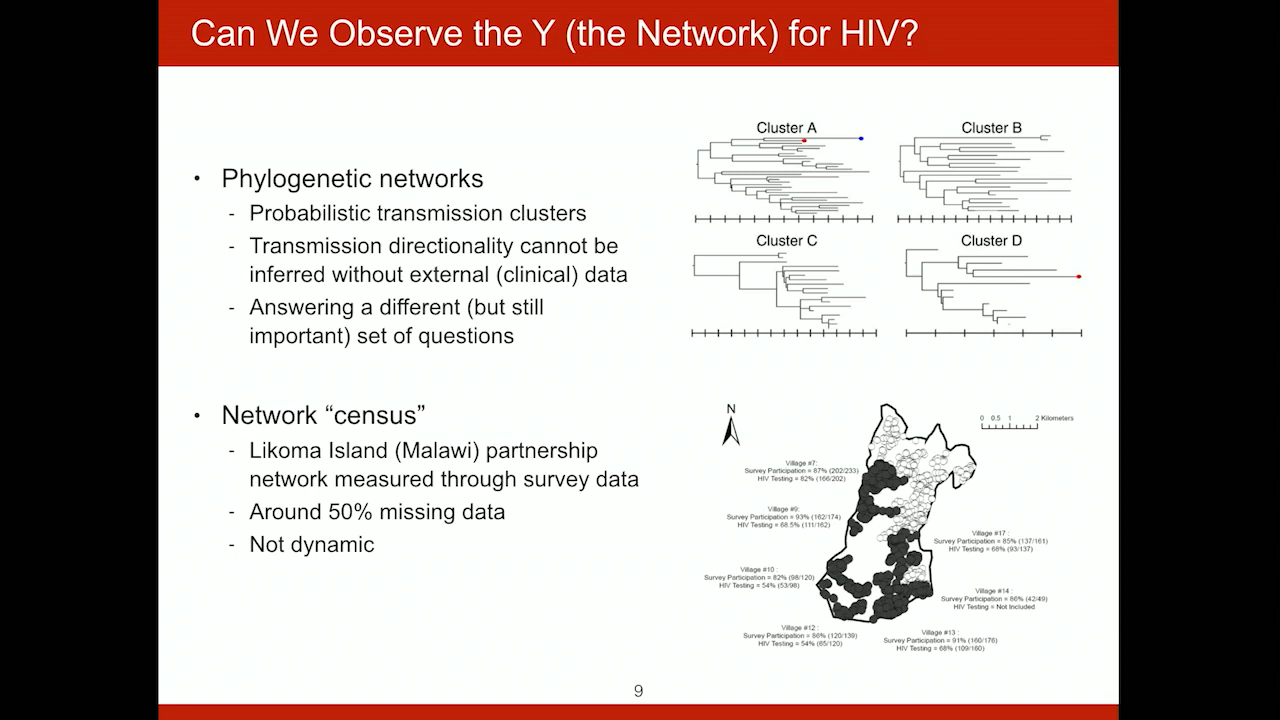 Can We Observe the Y (the Network) for HIV?
• Phylogenetic networks
- Probabilistic transmission clusters
- Transmission directionality cannot be
inferred without external (clinical) data
- Answering a different (but still
important) set of questions
• Network “census”
- Likoma Island (Malawi) partnership
network measured through survey data
- Around 50% missing data
- Not dynamic
Cluster A
Cluster B
Cluster C
Cluster D
N
0 0.5 1 2 Kilometers
Village #7:
Survey Participation = 87% (202/233)
HIV Testing = 82% (166/202)
Village #9:
Survey Participation = 93% (162/174)
HIV Testing = 68.5% (111/162)
Village #17 :
Survey Participation = 85% (137/161)
HIV Testing = 68% (93/137)
Village #10 :
Survey Participation = 82% (98/120)
HIV Testing = 54% (53/98)
Village #14 :
Survey Participation = 86% (42/49)
HIV Testing = Not Included
Village #12 :
Survey Participation = 86% (120/139)
HIV Testing = 54% (65/120)
Village #13 :
Survey Participation = 91% (160/176)
HIV Testing = 68% (109/160)
9